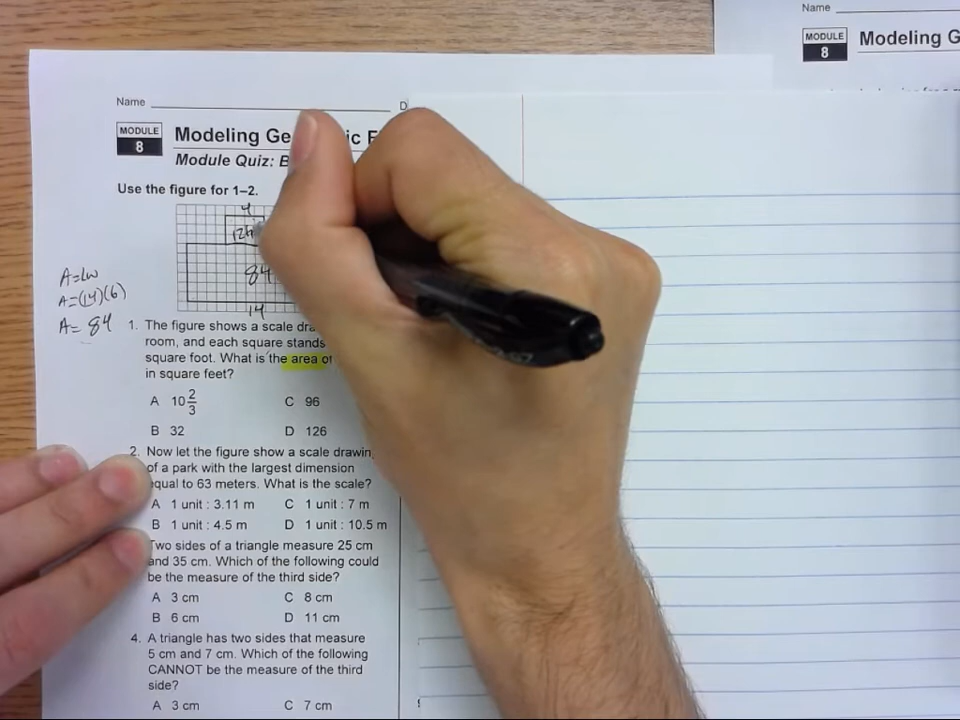 Name
MODULE
8
Modeling G
Name D
MODULE
8
Modeling Ge ic F
Module Quiz: B
Use the figure for 1–2.
4
12
84
14
A=lw
A=(14)(6)
A= 84
1. The figure shows a scale dra
room, and each square stands
square foot. What is the area o
in square feet?
A 10 2/3 C 96
B 32 D 126
2. Now let the figure show a scale drawin
of a park with the largest dimension
equal to 63 meters. What is the scale?
A 1 unit : 3.11 m C 1 unit : 7 m
B 1 unit : 4.5 m D 1 unit : 10.5 m
Two sides of a triangle measure 25 cm
and 35 cm. Which of the following could
be the measure of the third side?
A 3 cm C 8 cm
B 6 cm D 11 cm
4. A triangle has two sides that measure
5 cm and 7 cm. Which of the following
CANNOT be the measure of the third
side?
A 3 cm C 7 cm